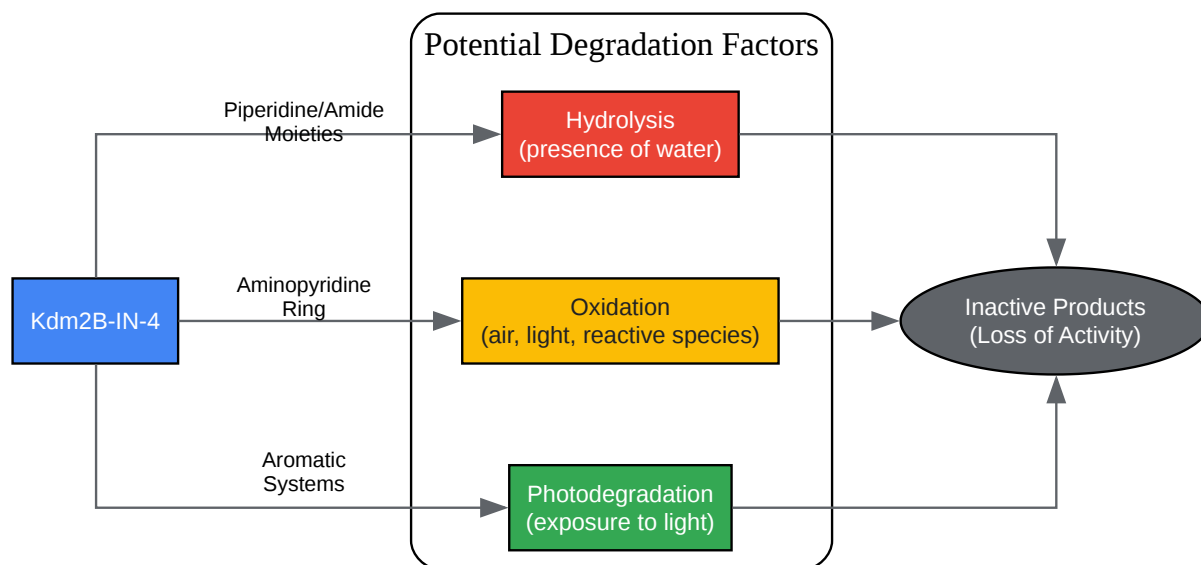 Potential Degradation Factors
Piperidine/Amide
Moieties
Hydrolysis
(presence of water)
Kdm2B-IN-4
Aminopyridine
Ring
Oxidation
(air, light, reactive species)
Inactive Products
(Loss of Activity)
Aromatic
Systems
Photodegradation
(exposure to light)